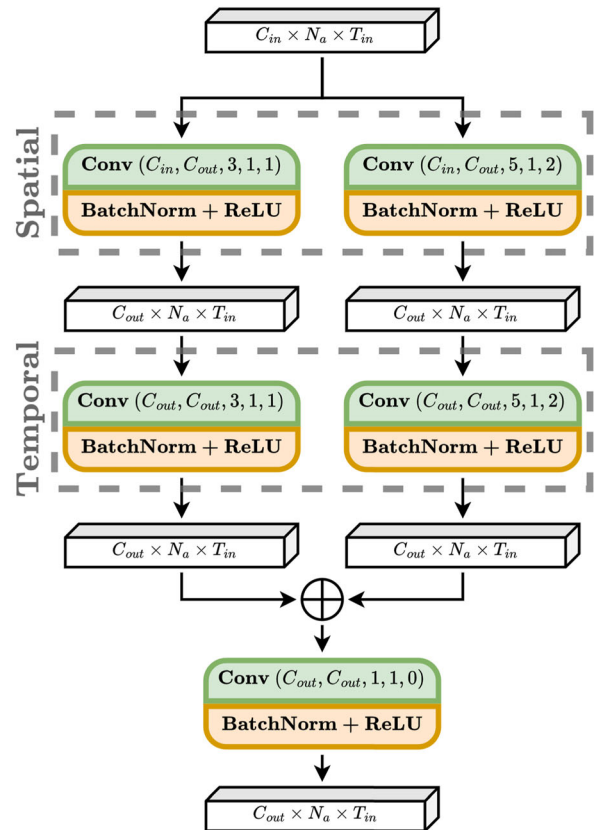 C_in × N_a × T_in
Spatial
Conv (C_in, C_out, 3, 1, 1)
BatchNorm + ReLU
Conv (C_in, C_out, 5, 1, 2)
BatchNorm + ReLU
C_out × N_a × T_in
C_out × N_a × T_in
Temporal
Conv (C_out, C_out, 3, 1, 1)
BatchNorm + ReLU
Conv (C_out, C_out, 5, 1, 2)
BatchNorm + ReLU
C_out × N_a × T_in
C_out × N_a × T_in
Conv (C_out, C_out, 1, 1, 0)
BatchNorm + ReLU
C_out × N_a × T_in